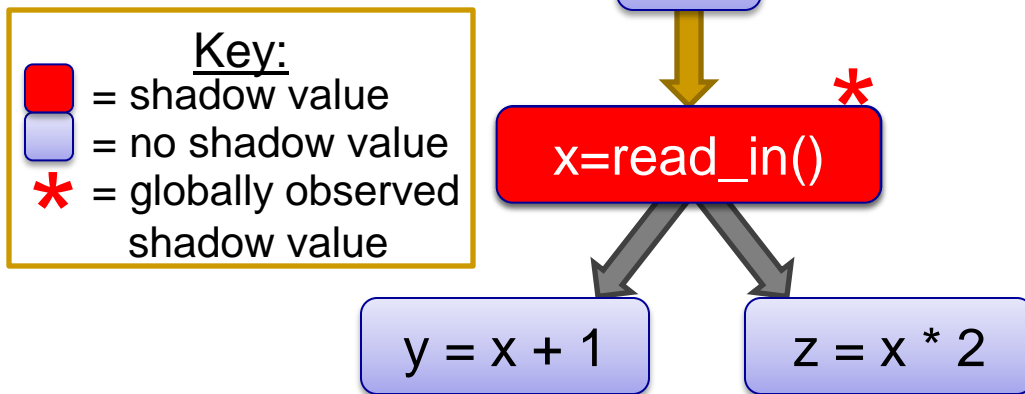 Key:
= shadow value
= no shadow value
* = globally observed
shadow value
*
x=read_in()
y = x + 1
z = x * 2